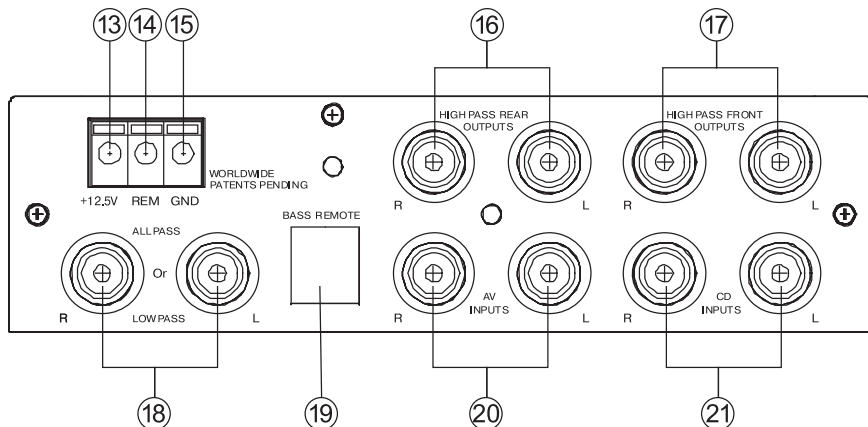 13 14 15 16 17
HIGH PASS REAR
OUTPUTS
HIGH PASS FRONT
OUTPUTS
WORLDWIDE
PATENTS PENDING
+12.5V REM GND
R L R L
BASS REMOTE
ALL PASS
Or
LOW PASS
R L
AV
INPUTS
R L
CD
INPUTS
R L
18 19 20 21